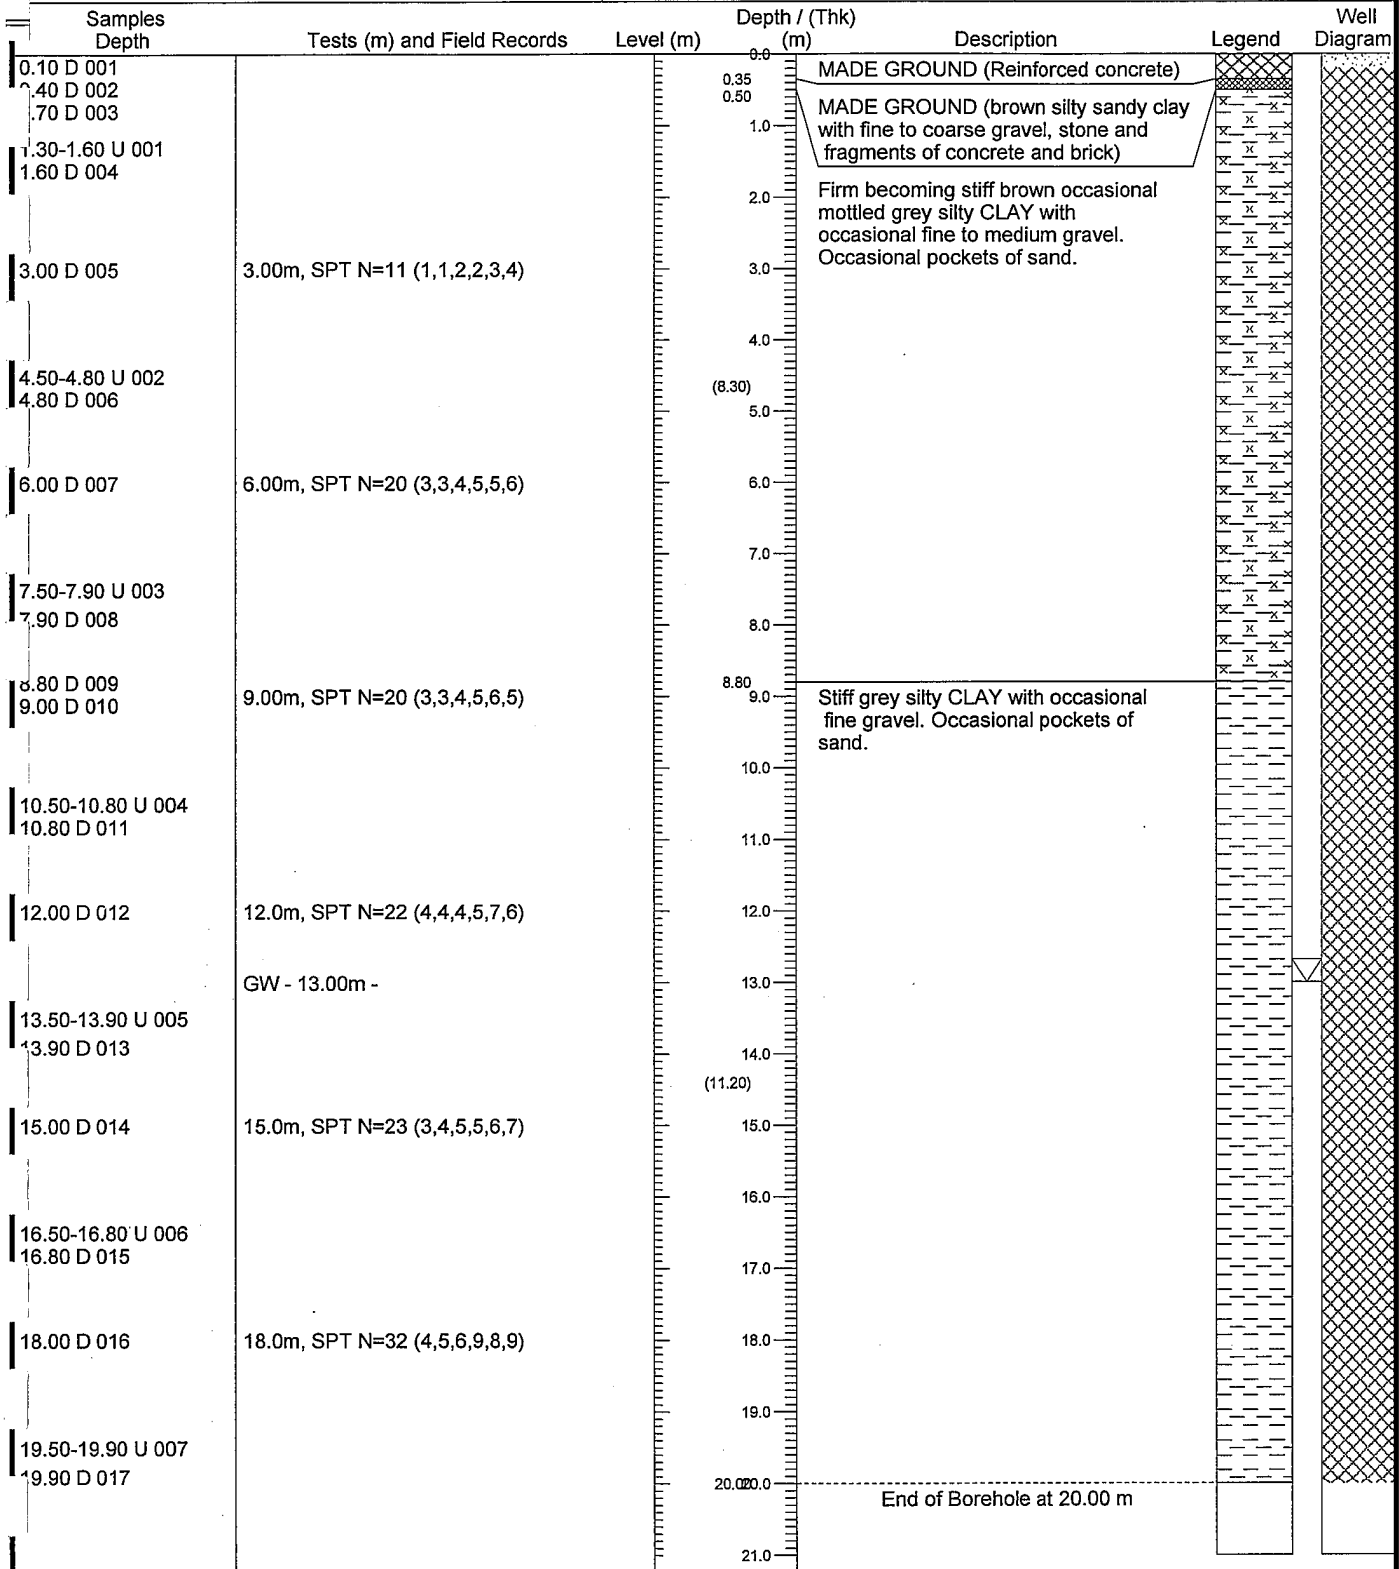 Samples
Depth
Tests (m) and Field Records
Level (m)
Depth / (Thk)
(m)
Description
Legend
Well
Diagram
0.0
0.10 D 001
.40 D 002
.70 D 003
1.30-1.60 U 001
1.60 D 004
0.35
0.50
MADE GROUND (Reinforced concrete)
MADE GROUND (brown silty sandy clay
with fine to coarse gravel, stone and
fragments of concrete and brick)
1.0
Firm becoming stiff brown occasional
mottled grey silty CLAY with
occasional fine to medium gravel.
Occasional pockets of sand.
2.0
3.00 D 005
3.00m, SPT N=11 (1,1,2,2,3,4)
3.0
4.0
4.50-4.80 U 002
4.80 D 006
(8.30)
5.0
6.00 D 007
6.00m, SPT N=20 (3,3,4,5,5,6)
6.0
7.0
7.50-7.90 U 003
7.90 D 008
8.0
8.80 D 009
9.00 D 010
9.00m, SPT N=20 (3,3,4,5,6,5)
8.80
9.0
Stiff grey silty CLAY with occasional
fine gravel. Occasional pockets of
sand.
10.0
10.50-10.80 U 004
10.80 D 011
11.0
12.00 D 012
12.0m, SPT N=22 (4,4,4,5,7,6)
12.0
GW - 13.00m -
13.0
13.50-13.90 U 005
13.90 D 013
14.0
(11.20)
15.00 D 014
15.0m, SPT N=23 (3,4,5,5,6,7)
15.0
16.0
16.50-16.80 U 006
16.80 D 015
17.0
18.00 D 016
18.0m, SPT N=32 (4,5,6,9,8,9)
18.0
19.0
19.50-19.90 U 007
19.90 D 017
20.00
20.0
End of Borehole at 20.00 m
21.0